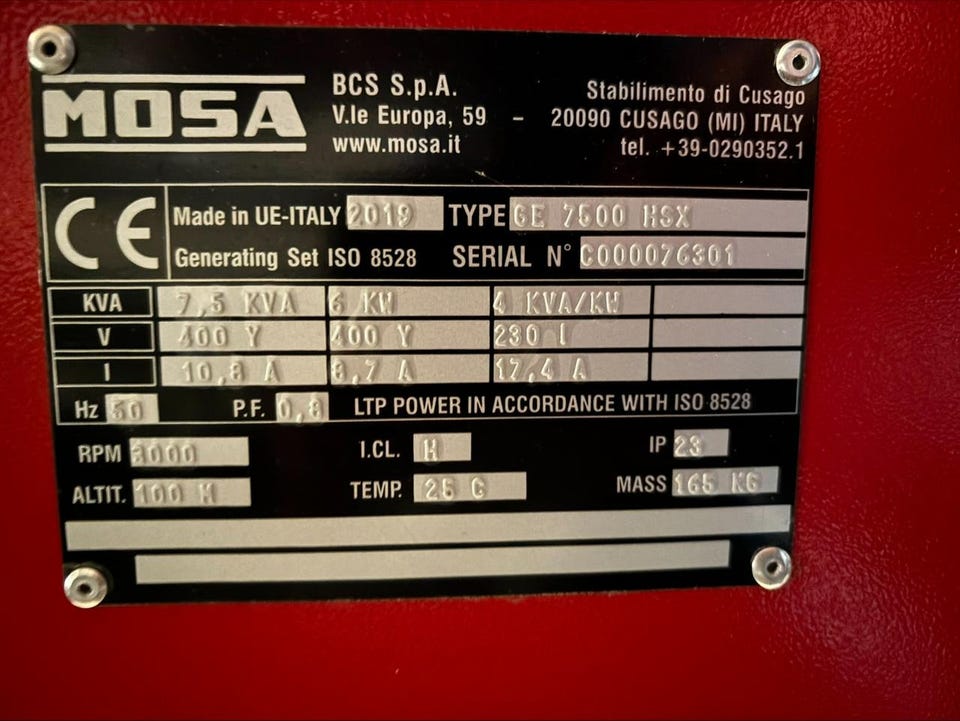 MOSA
BCS S.p.A.
V.le Europa, 59 - Stabilimento di Cusago
www.mosa.it 20090 CUSAGO (MI) ITALY
tel. +39-0290352.1
CE Made in UE-ITALY 2019 TYPE GE 7500 HSX
Generating Set ISO 8528 SERIAL N° C000076301
KVA 7,5 KVA 6 KW 4 KVA/KW
V 400 Y 400 Y 230 I
I 10,8 A 8,7 A 17,4 A
Hz 50 P.F. 0,8 LTP POWER IN ACCORDANCE WITH ISO 8528
RPM 3000 I.CL. H IP 23
ALTIT. 100 M TEMP. 25 C MASS 165 KG